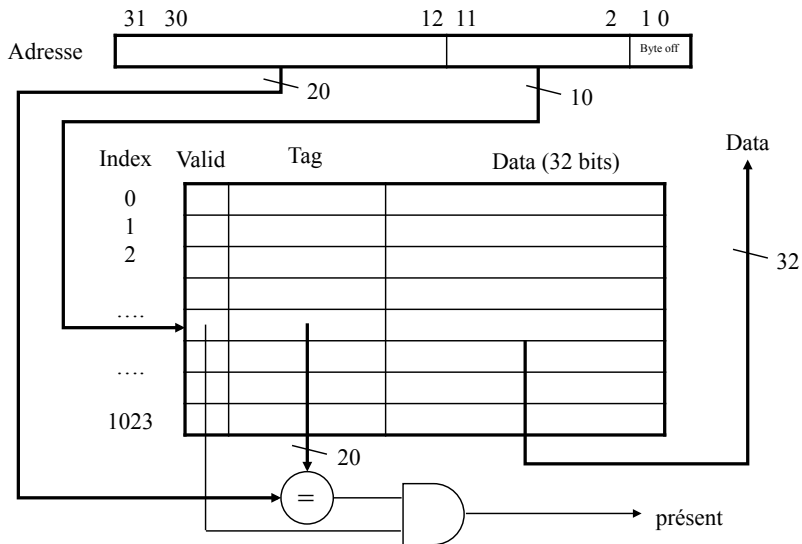 31 30 12 11 2 1 0
Adresse Byte off
20
10
Index Valid Tag Data (32 bits) Data
0
1
2
32
....
....
1023
20
=
présent